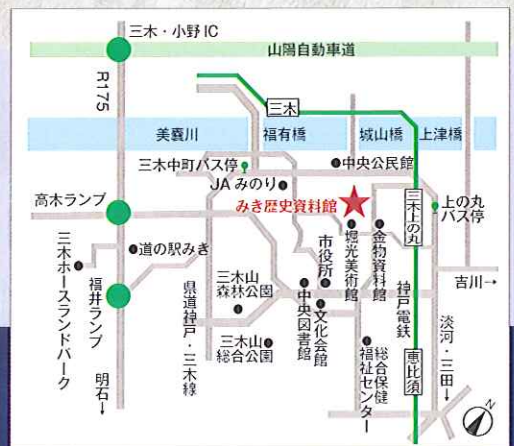 三木・小野IC
山陽自動車道
R175
三木
美嚢川
福有橋
城山橋
上津橋
三木中町バス停
中央公民館
JAみのり
高木ランプ
みき歴史資料館
三木上の丸
上の丸
バス停
道の駅みき
三木ホースランドパーク
福井ランプ
明石→
県道神戸・三木線
三木山
森林公園
三木山
総合公園
市役所
中央図書館
文化会館
堀光美術館
金物資料館
総合保健
福祉センター
神戸電鉄
恵比須
吉川→
淡河・三田→
N